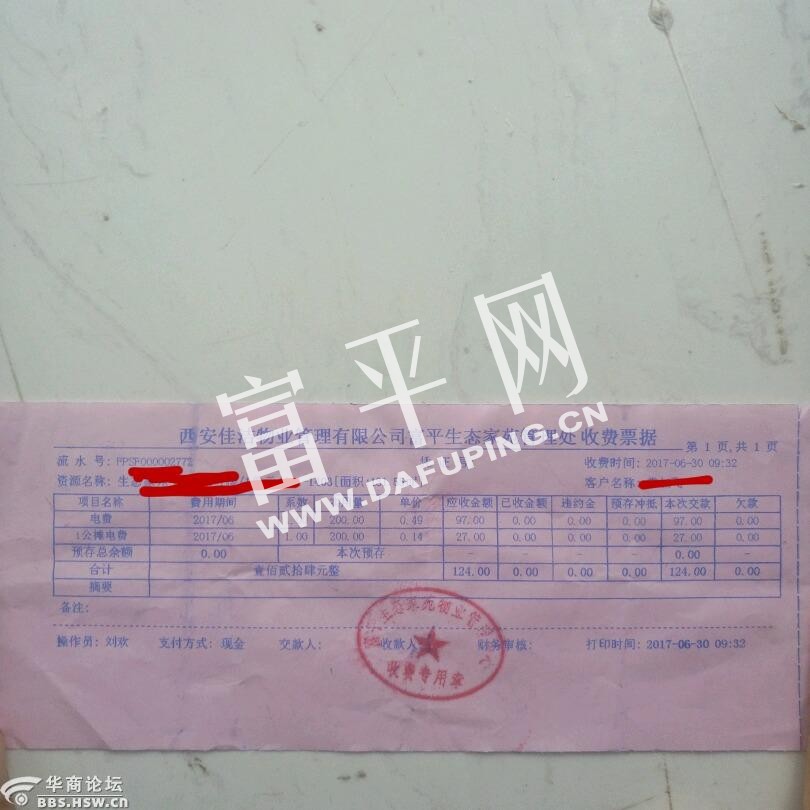 富平网
WWW.DAFUPING.COM
西安佳 物业管理有限公司富平生态家 管理处 收费票据
第 1 页,共 1 页
流 水 号: 000002772
收费时间: 2017-06-30 09:32
资源名称: 生态 [面积:
客户名称:
项目名称 费用期间 系数 单价 应收金额 已收金额 违约金 预存冲抵 本次交款 欠款
电费 2017/06 200.00 0.49 97.00 0.00 0.00 0.00 97.00 0.00
1公摊电费 2017/06 1.00 200.00 0.14 27.00 0.00 0.00 0.00 27.00 0.00
预存总余额 0.00 本次预存 - - - - 0.00 -
合计 壹佰贰拾肆元整 124.00 0.00 0.00 0.00 124.00 0.00
摘要
备注:
操作员: 刘欢 支付方式: 现金 交款人: 收款人: 财务审核: 打印时间: 2017-06-30 09:32
收费专用章
华商论坛
BBS.HSW.CN